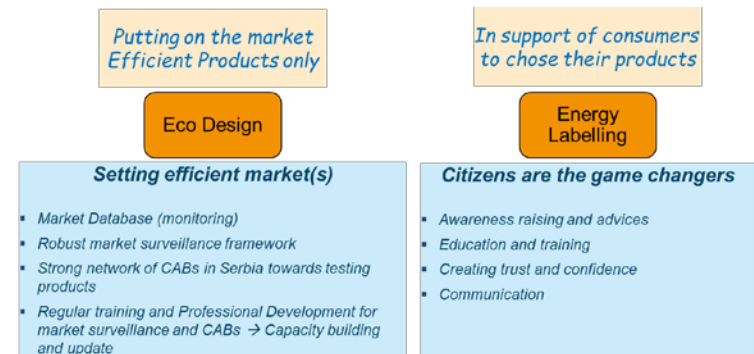 Putting on the market
Efficient Products only
Eco Design
Setting efficient market(s)
▪ Market Database (monitoring)
▪ Robust market surveillance framework
▪ Strong network of CABs in Serbia towards testing
products
▪ Regular training and Professional Development for
market surveillance and CABs → Capacity building
and update
In support of consumers
to chose their products
Energy
Labelling
Citizens are the game changers
▪ Awareness raising and advices
▪ Education and training
▪ Creating trust and confidence
▪ Communication